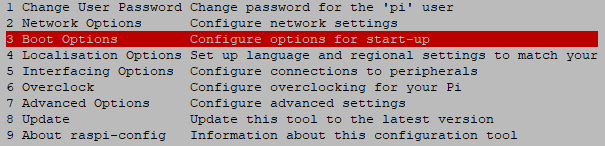 1 Change User Password Change password for the 'pi' user
2 Network Options Configure network settings
3 Boot Options Configure options for start-up
4 Localisation Options Set up language and regional settings to match your
5 Interfacing Options Configure connections to peripherals
6 Overclock Configure overclocking for your Pi
7 Advanced Options Configure advanced settings
8 Update Update this tool to the latest version
9 About raspi-config Information about this configuration tool